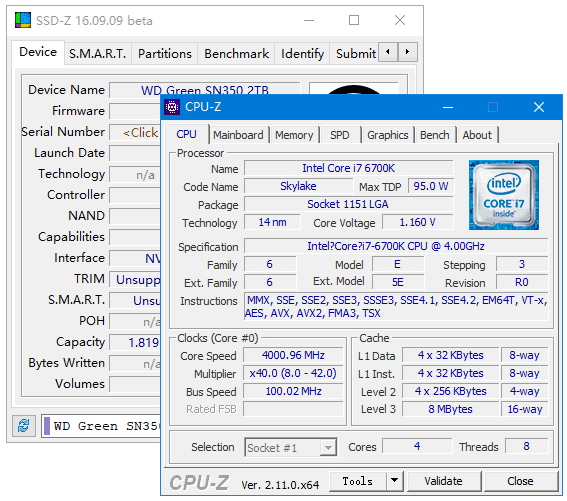 SSD-Z 16.09.09 beta
Device S.M.A.R.T. Partitions Benchmark Identify Submit
Device Name WD Green SN350 2TB
Firmware
Serial Number <Click
Launch Date
Technology n/a
Controller
NAND
Capabilities
Interface NV
TRIM Unsupp
S.M.A.R.T. Unsu
POH n/a
Capacity 1.819
Bytes Written n/a
Volumes
WD Green SN350
CPU-Z
CPU Mainboard Memory SPD Graphics Bench About
Processor
Name Intel Core i7 6700K
Code Name Skylake Max TDP 95.0 W
Package Socket 1151 LGA
Technology 14 nm Core Voltage 1.160 V
intel
CORE i7
inside
Specification Intel?Core?i7-6700K CPU @ 4.00GHz
Family 6 Model E Stepping 3
Ext. Family 6 Ext. Model 5E Revision R0
Instructions MMX, SSE, SSE2, SSE3, SSSE3, SSE4.1, SSE4.2, EM64T, VT-x,
AES, AVX, AVX2, FMA3, TSX
Clocks (Core #0)
Core Speed 4000.96 MHz
Multiplier x40.0 (8.0 - 42.0)
Bus Speed 100.02 MHz
Rated FSB
Cache
L1 Data 4 x 32 KBytes 8-way
L1 Inst. 4 x 32 KBytes 8-way
Level 2 4 x 256 KBytes 4-way
Level 3 8 MBytes 16-way
Selection Socket #1 Cores 4 Threads 8
CPU-Z Ver. 2.11.0.x64 Tools Validate Close